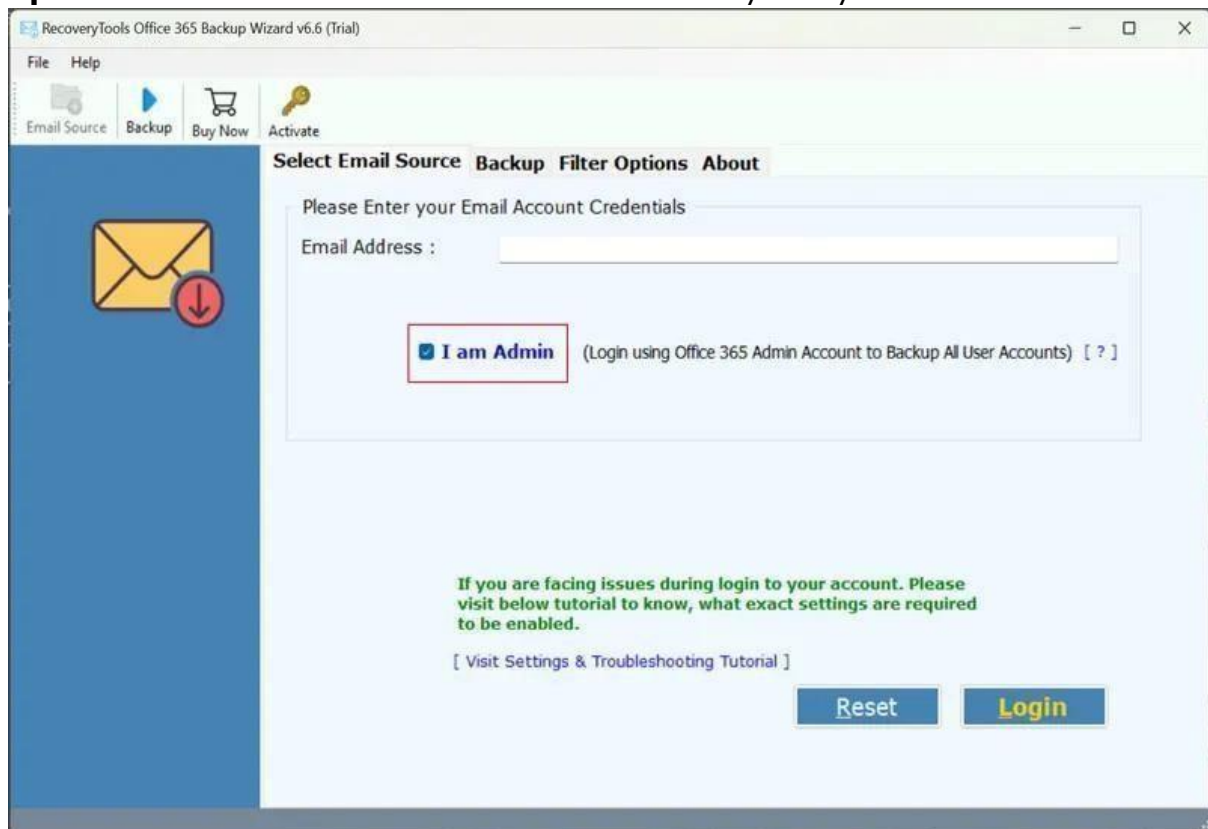 RecoveryTools Office 365 Backup Wizard v6.6 (Trial)
File Help
Email Source Backup Buy Now Activate
Select Email Source Backup Filter Options About
Please Enter your Email Account Credentials
Email Address :
I am Admin (Login using Office 365 Admin Account to Backup All User Accounts) [ ? ]
If you are facing issues during login to your account. Please
visit below tutorial to know, what exact settings are required
to be enabled.
[ Visit Settings & Troubleshooting Tutorial ]
Reset Login